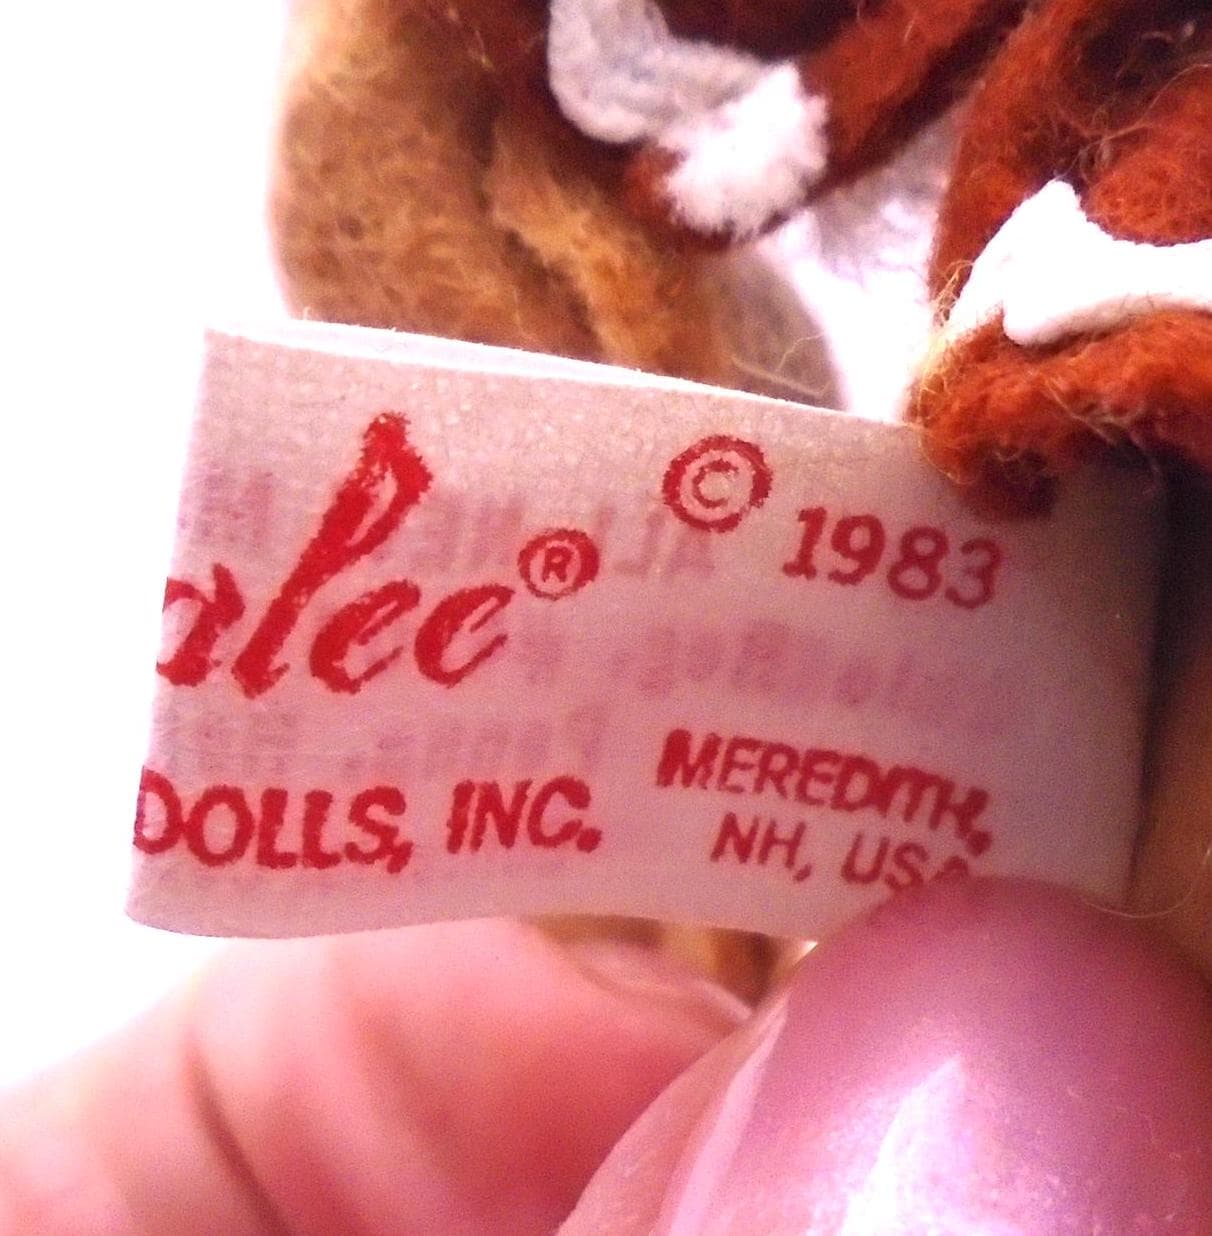 alee® © 1983
DOLLS, INC. MEREDITH,
NH, USA